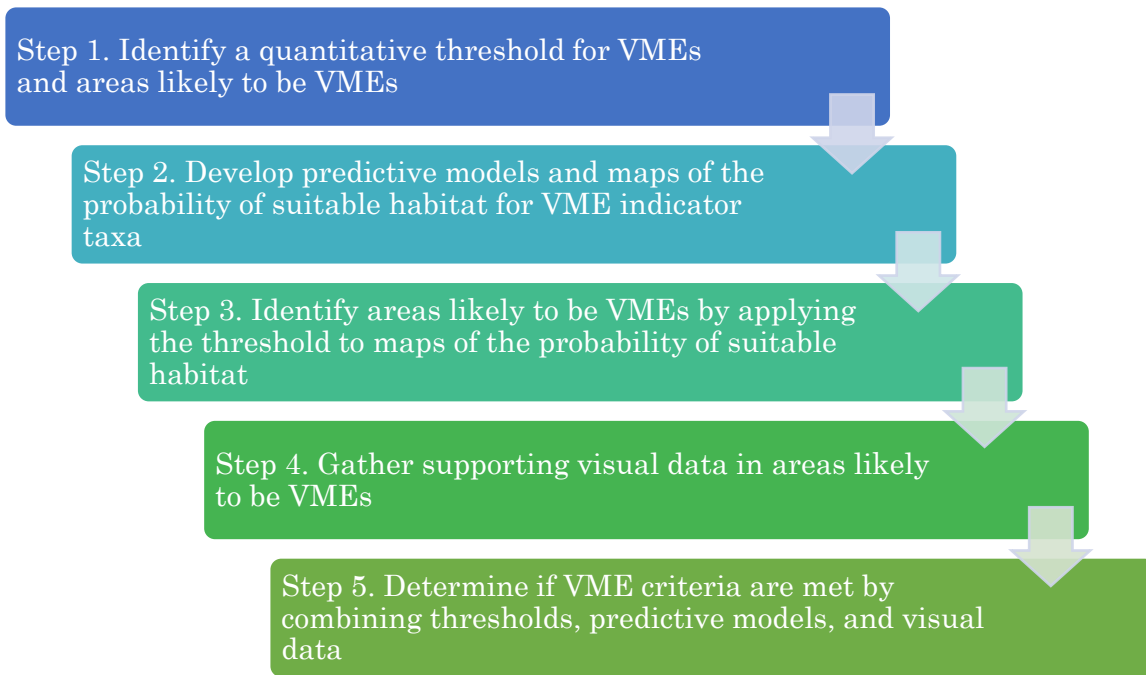 Step 1. Identify a quantitative threshold for VMEs
and areas likely to be VMEs
Step 2. Develop predictive models and maps of the
probability of suitable habitat for VME indicator
taxa
Step 3. Identify areas likely to be VMEs by applying
the threshold to maps of the probability of suitable
habitat
Step 4. Gather supporting visual data in areas likely
to be VMEs
Step 5. Determine if VME criteria are met by
combining thresholds, predictive models, and visual
data